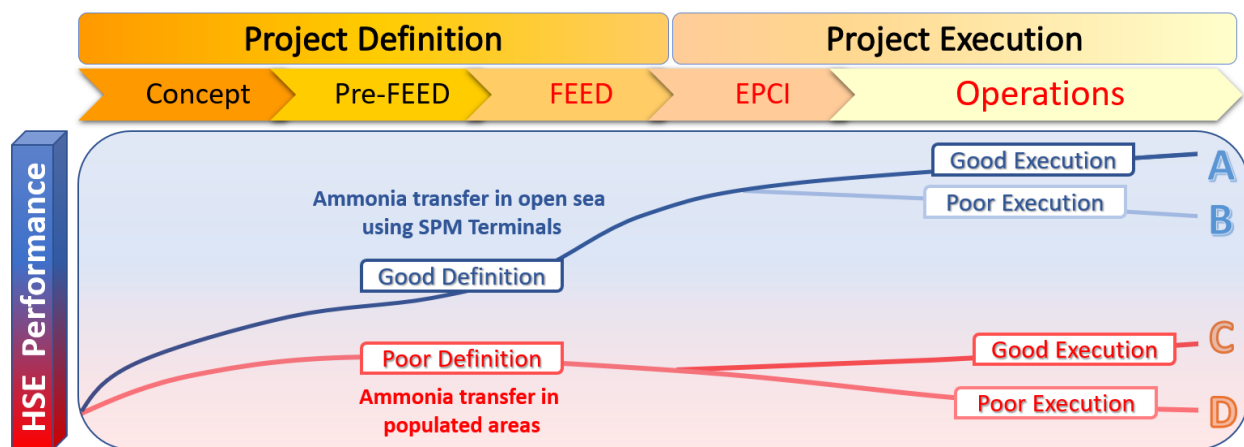 Project Definition
Project Execution
Concept
Pre-FEED
FEED
EPCI
Operations
HSE Performance
Good Execution
A
Ammonia transfer in open sea
using SPM Terminals
Poor Execution
B
Good Definition
Poor Definition
Good Execution
C
Ammonia transfer in
populated areas
Poor Execution
D